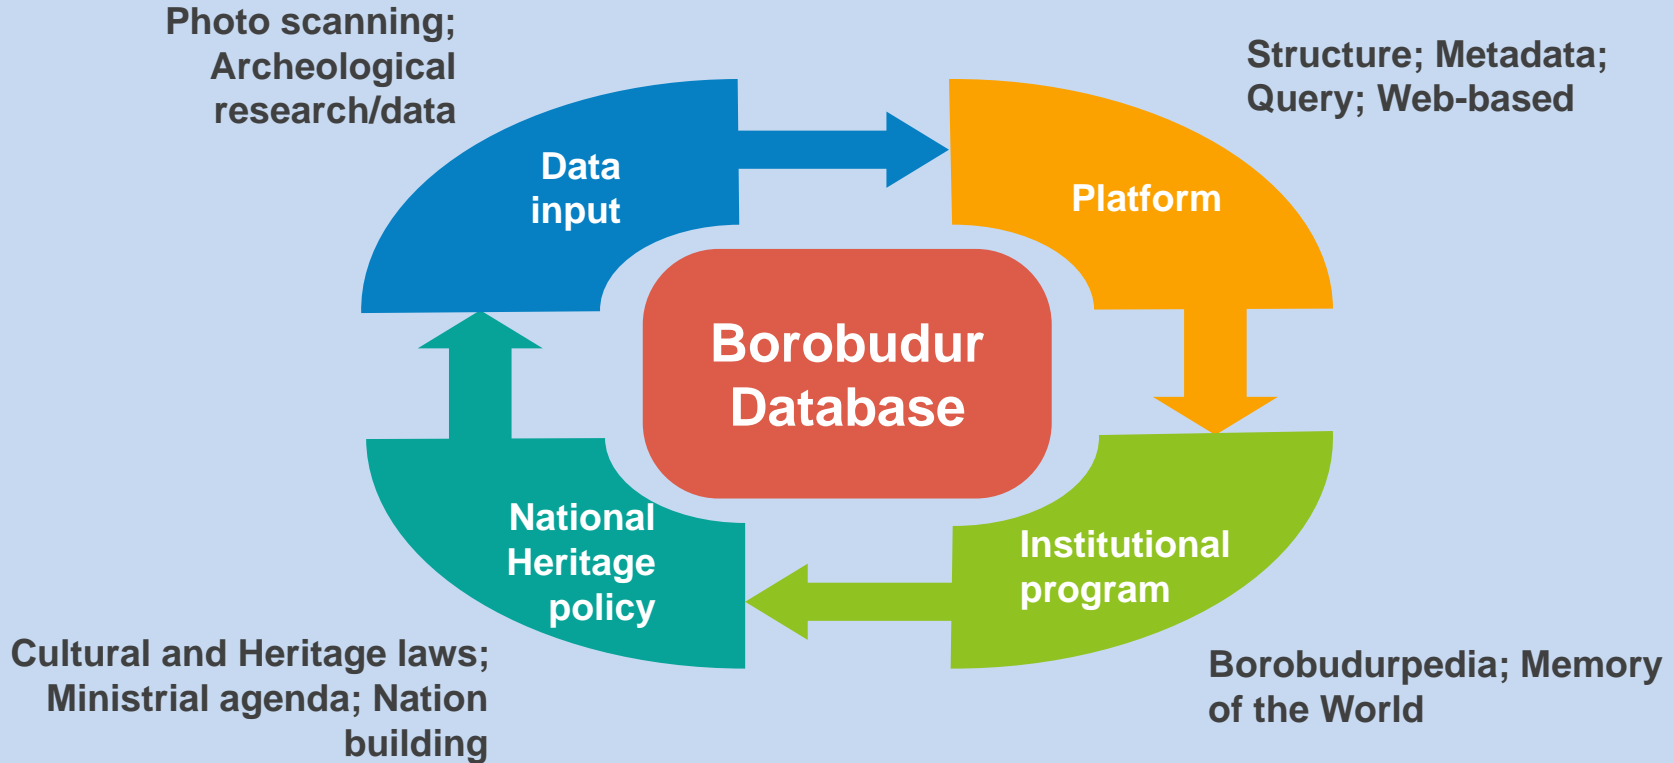 Photo scanning;
Archeological
research/data
Structure; Metadata;
Query; Web-based
Data
input
Platform
Borobudur
Database
National
Heritage
policy
Institutional
program
Cultural and Heritage laws;
Ministrial agenda; Nation
building
Borobudurpedia; Memory
of the World